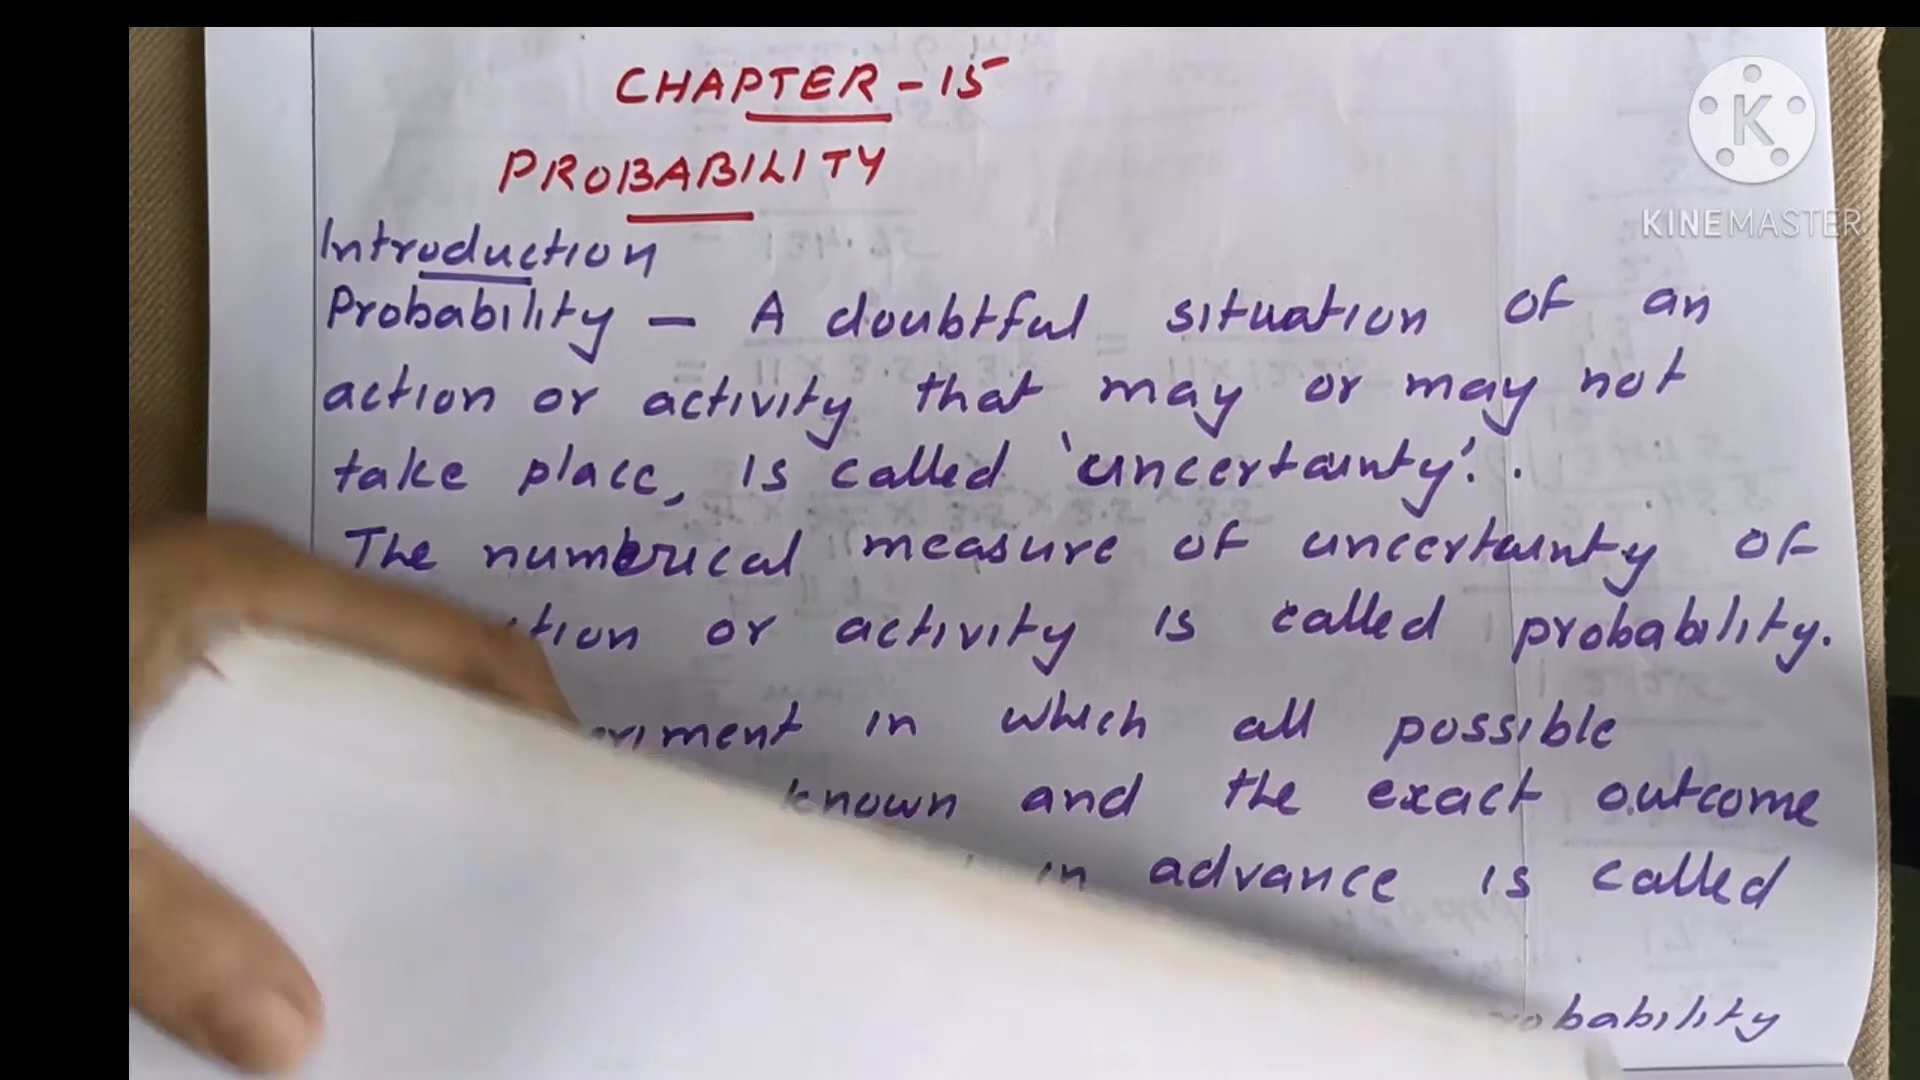 CHAPTER - 15
PROBABILITY
Introduction
Probability - A doubtful situation of an
action or activity that may or may not
take place, is called 'uncertainty'.
The numerical measure of uncertainty of
or activity is called probability.
in which all possible
known and the exact outcome
in advance is called
K
KINEMASTER